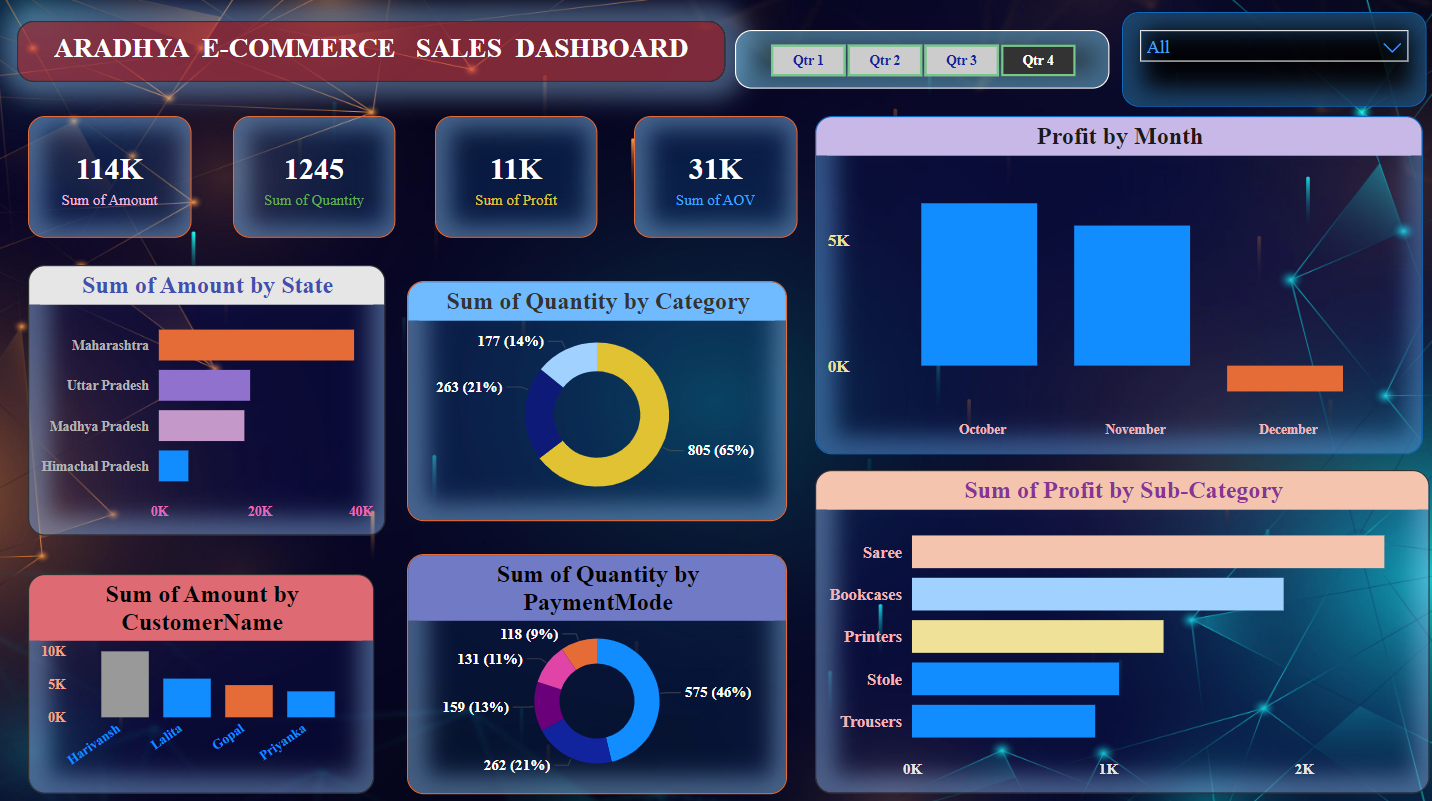 ARADHYA E-COMMERCE SALES DASHBOARD
Qtr 1
Qtr 2
Qtr 3
Qtr 4
All
114K
Sum of Amount
1245
Sum of Quantity
11K
Sum of Profit
31K
Sum of AOV
Profit by Month
5K
0K
October
November
December
Sum of Amount by State
Maharashtra
Uttar Pradesh
Madhya Pradesh
Himachal Pradesh
0K
20K
40K
Sum of Quantity by Category
177 (14%)
263 (21%)
805 (65%)
Sum of Profit by Sub-Category
Saree
Bookcases
Printers
Stole
Trousers
0K
1K
2K
Sum of Amount by
CustomerName
10K
5K
0K
Harivansh
Lalita
Gopal
Priyanka
Sum of Quantity by
PaymentMode
118 (9%)
131 (11%)
159 (13%)
262 (21%)
575 (46%)